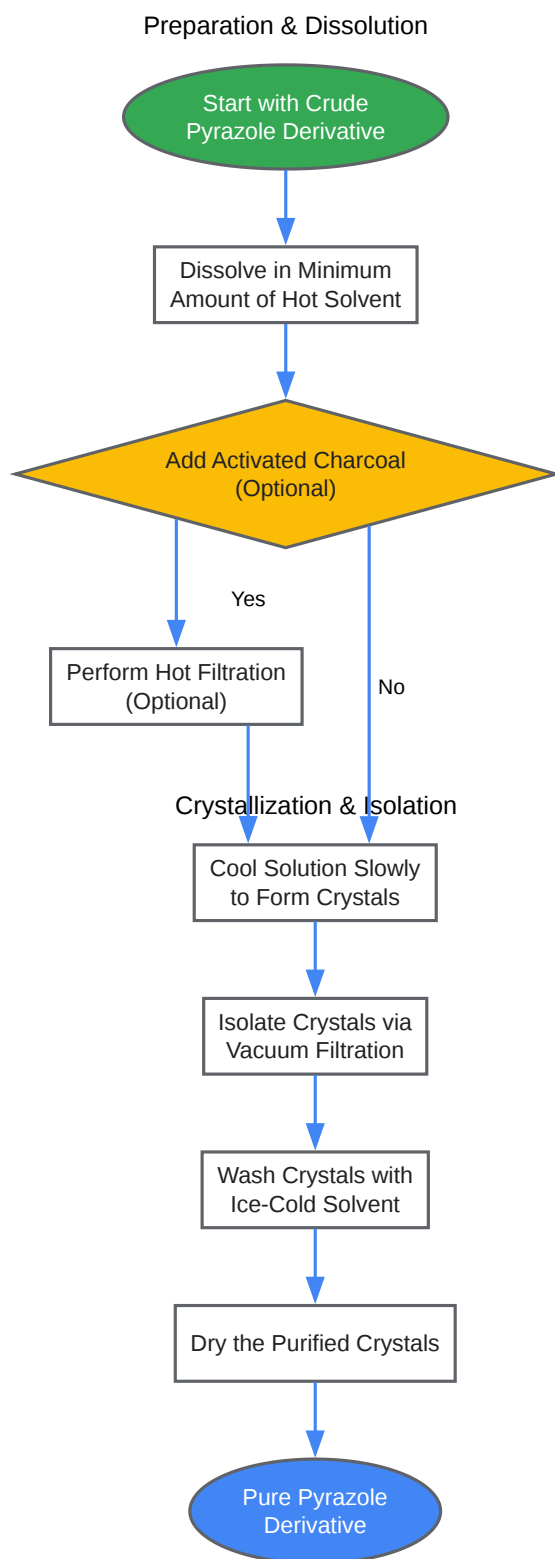 Preparation & Dissolution
Start with Crude
Pyrazole Derivative
Dissolve in Minimum
Amount of Hot Solvent
Add Activated Charcoal
(Optional)
Yes
Perform Hot Filtration
(Optional)
No
Crystallization & Isolation
Cool Solution Slowly
to Form Crystals
Isolate Crystals via
Vacuum Filtration
Wash Crystals with
Ice-Cold Solvent
Dry the Purified Crystals
Pure Pyrazole
Derivative